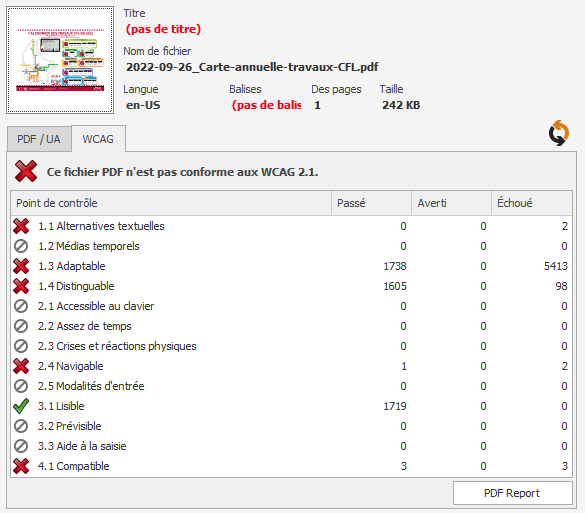 CALENDRIER DES TRAVAUX CFL EN 2022
Titre
(pas de titre)
Nom de fichier
2022-09-26_Carte-annuelle-travaux-CFL.pdf
Langue Balises Des pages Taille
en-US (pas de balis 1 242 KB
PDF / UA WCAG
Ce fichier PDF n'est pas conforme aux WCAG 2.1.
Point de contrôle Passé Averti Échoué
1.1 Alternatives textuelles 0 0 2
1.2 Médias temporels 0 0 0
1.3 Adaptable 1738 0 5413
1.4 Distinguable 1605 0 98
2.1 Accessible au clavier 0 0 0
2.2 Assez de temps 0 0 0
2.3 Crises et réactions physiques 0 0 0
2.4 Navigable 1 0 2
2.5 Modalités d'entrée 0 0 0
3.1 Lisible 1719 0 0
3.2 Prévisible 0 0 0
3.3 Aide à la saisie 0 0 0
4.1 Compatible 3 0 3
PDF Report